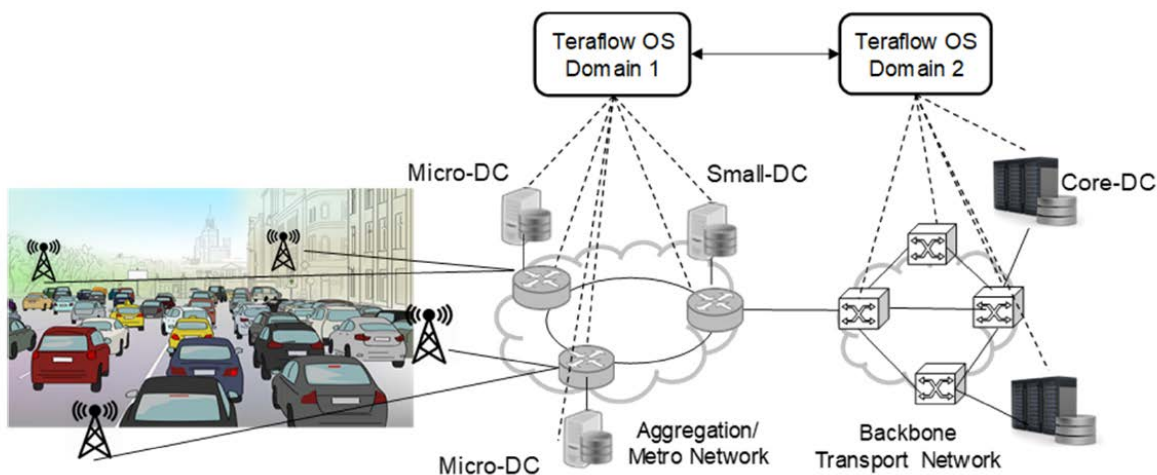 Teraflow OS
Domain 1
Teraflow OS
Domain 2
Micro-DC
Small-DC
Core-DC
Micro-DC
Aggregation/
Metro Network
Backbone
Transport Network